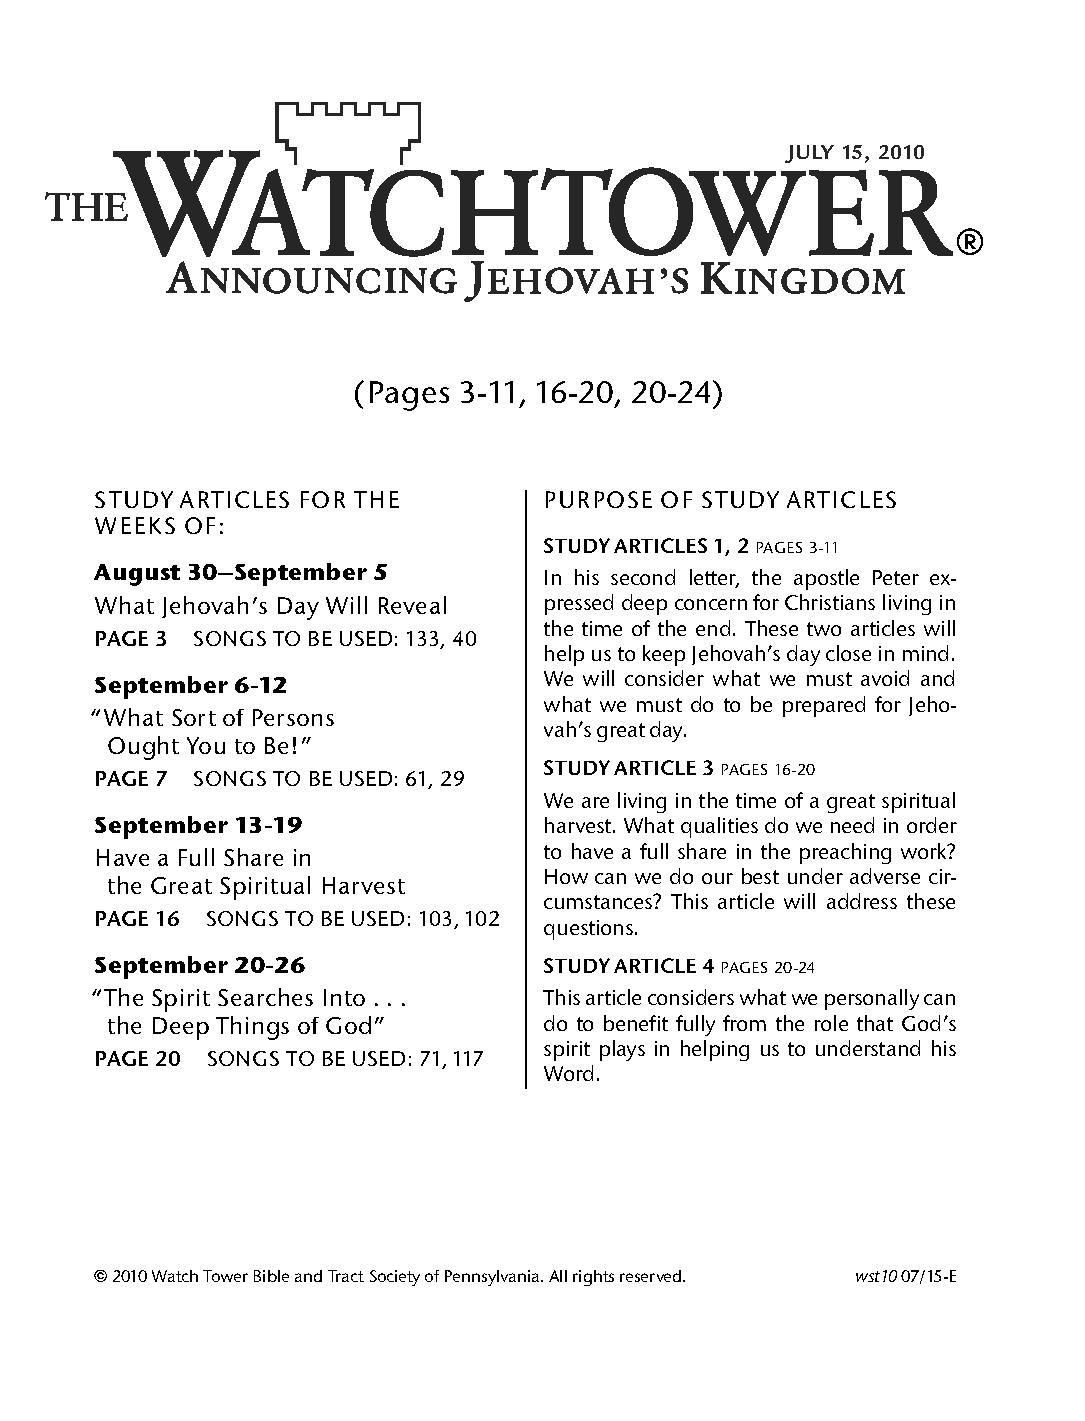 JULY 15, 2010
THE WATCHTOWER®
ANNOUNCING JEHOVAH’S KINGDOM
(Pages 3-11, 16-20, 20-24)
STUDY ARTICLES FOR THE
WEEKS OF:
August 30–September 5
What Jehovah’s Day Will Reveal
PAGE 3 SONGS TO BE USED: 133, 40
September 6-12
“What Sort of Persons
Ought You to Be!”
PAGE 7 SONGS TO BE USED: 61, 29
September 13-19
Have a Full Share in
the Great Spiritual Harvest
PAGE 16 SONGS TO BE USED: 103, 102
September 20-26
“The Spirit Searches Into . . .
the Deep Things of God”
PAGE 20 SONGS TO BE USED: 71, 117
PURPOSE OF STUDY ARTICLES
STUDY ARTICLES 1, 2 PAGES 3-11
In his second letter, the apostle Peter ex-
pressed deep concern for Christians living in
the time of the end. These two articles will
help us to keep Jehovah’s day close in mind.
We will consider what we must avoid and
what we must do to be prepared for Jeho-
vah’s great day.
STUDY ARTICLE 3 PAGES 16-20
We are living in the time of a great spiritual
harvest. What qualities do we need in order
to have a full share in the preaching work?
How can we do our best under adverse cir-
cumstances? This article will address these
questions.
STUDY ARTICLE 4 PAGES 20-24
This article considers what we personally can
do to benefit fully from the role that God’s
spirit plays in helping us to understand his
Word.
© 2010 Watch Tower Bible and Tract Society of Pennsylvania. All rights reserved. wst10 07/15-E